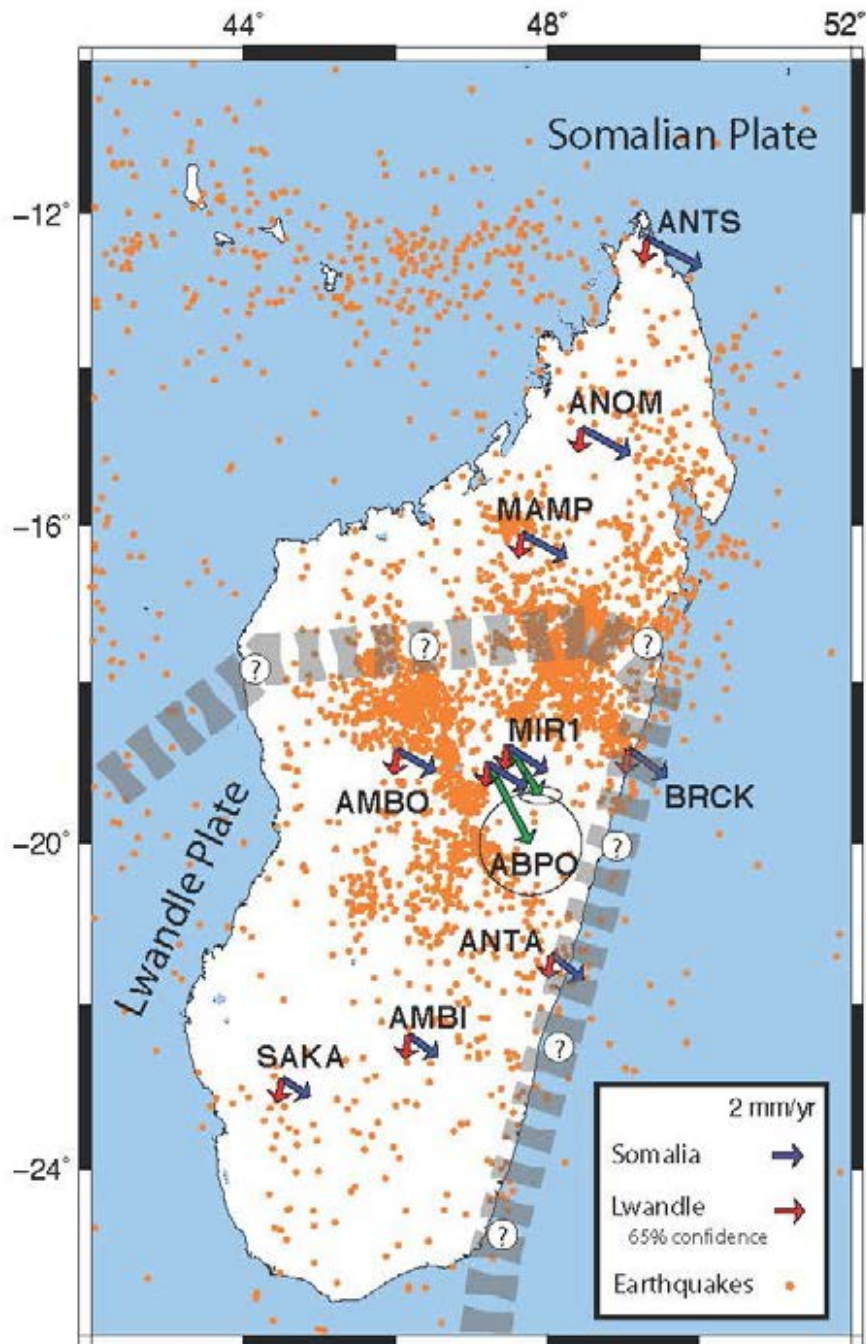 44° 48° 52°
Somalian Plate
−12°
ANTS
ANOM
−16°
MAMP
?
?
?
MIR1
AMBO
BRCK
Lwandle Plate
−20°
?
ABPO
ANTA
AMBI
?
SAKA
2 mm/yr
Somalia
−24°
Lwandle
?
65% confidence
Earthquakes